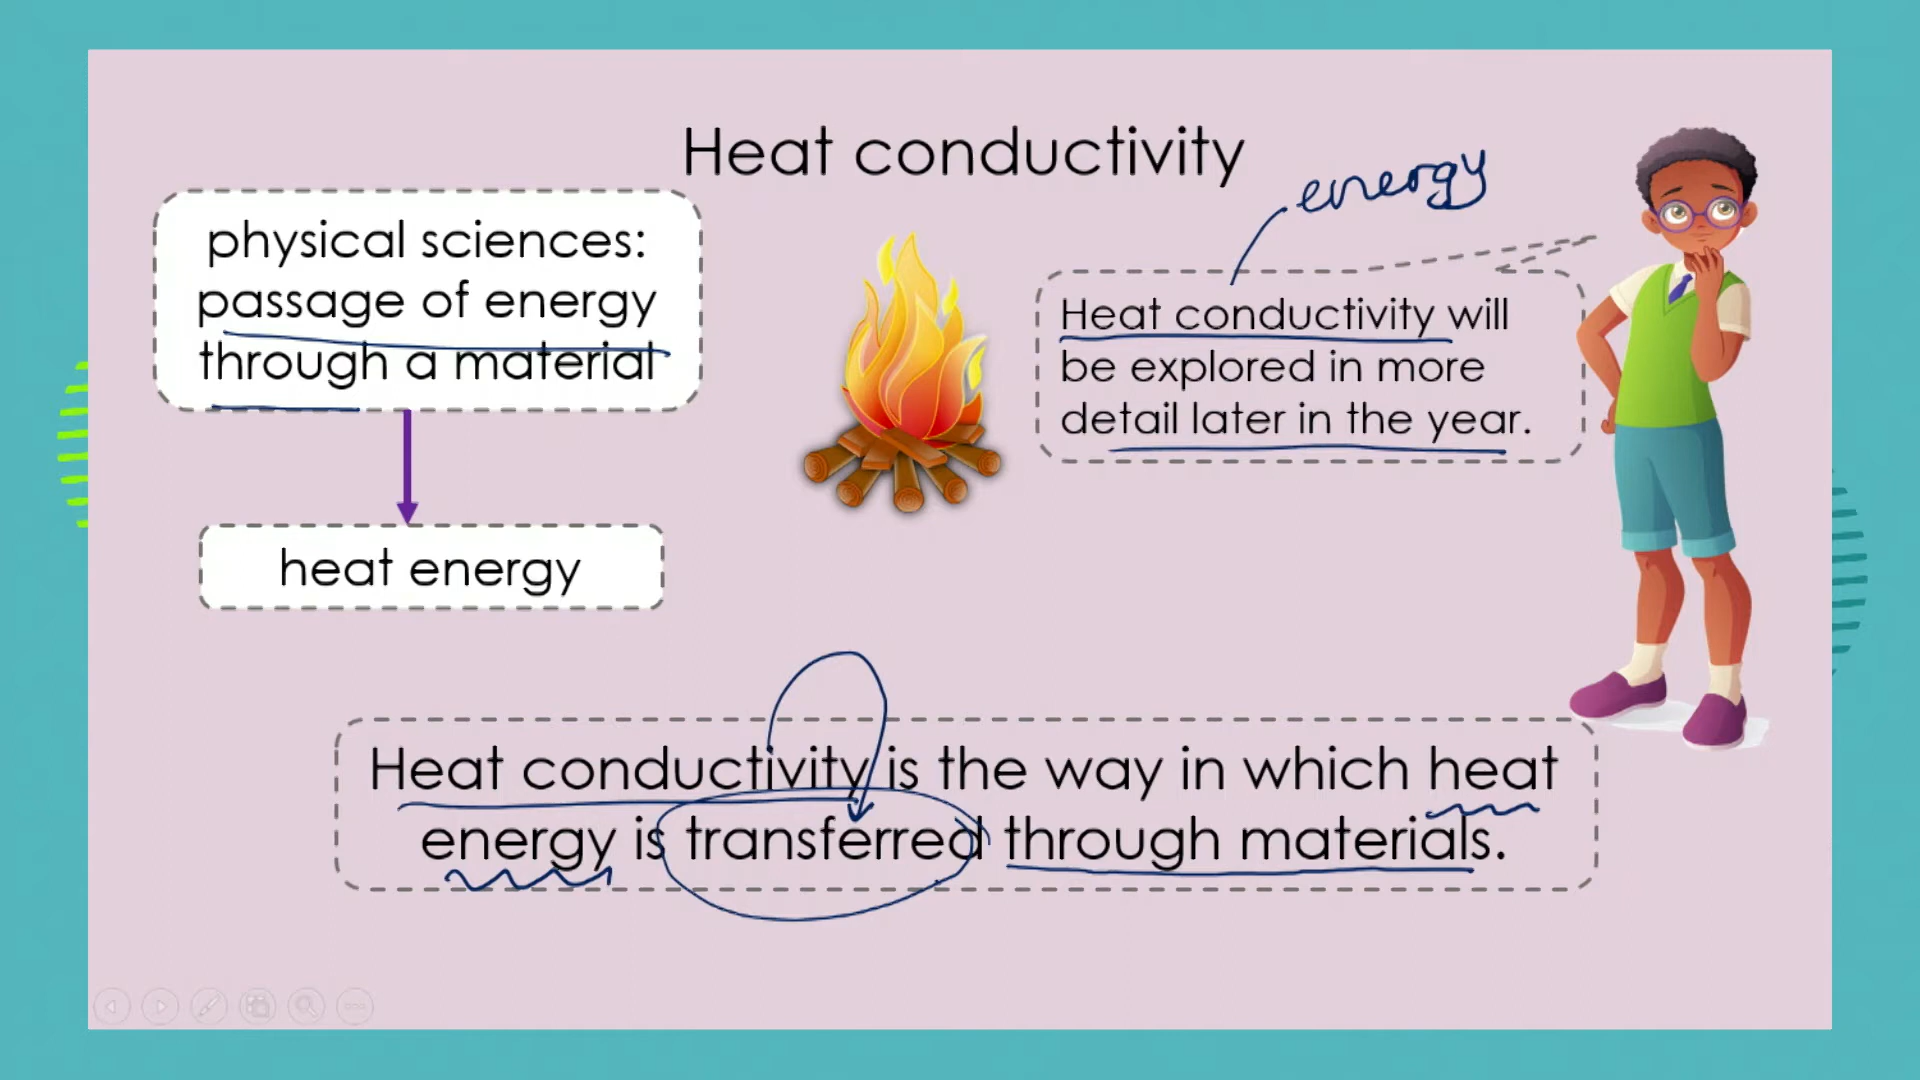 Heat conductivity
physical sciences:
passage of energy
through a material
heat energy
energy
Heat conductivity will
be explored in more
detail later in the year.
Heat conductivity is the way in which heat
energy is transferred through materials.